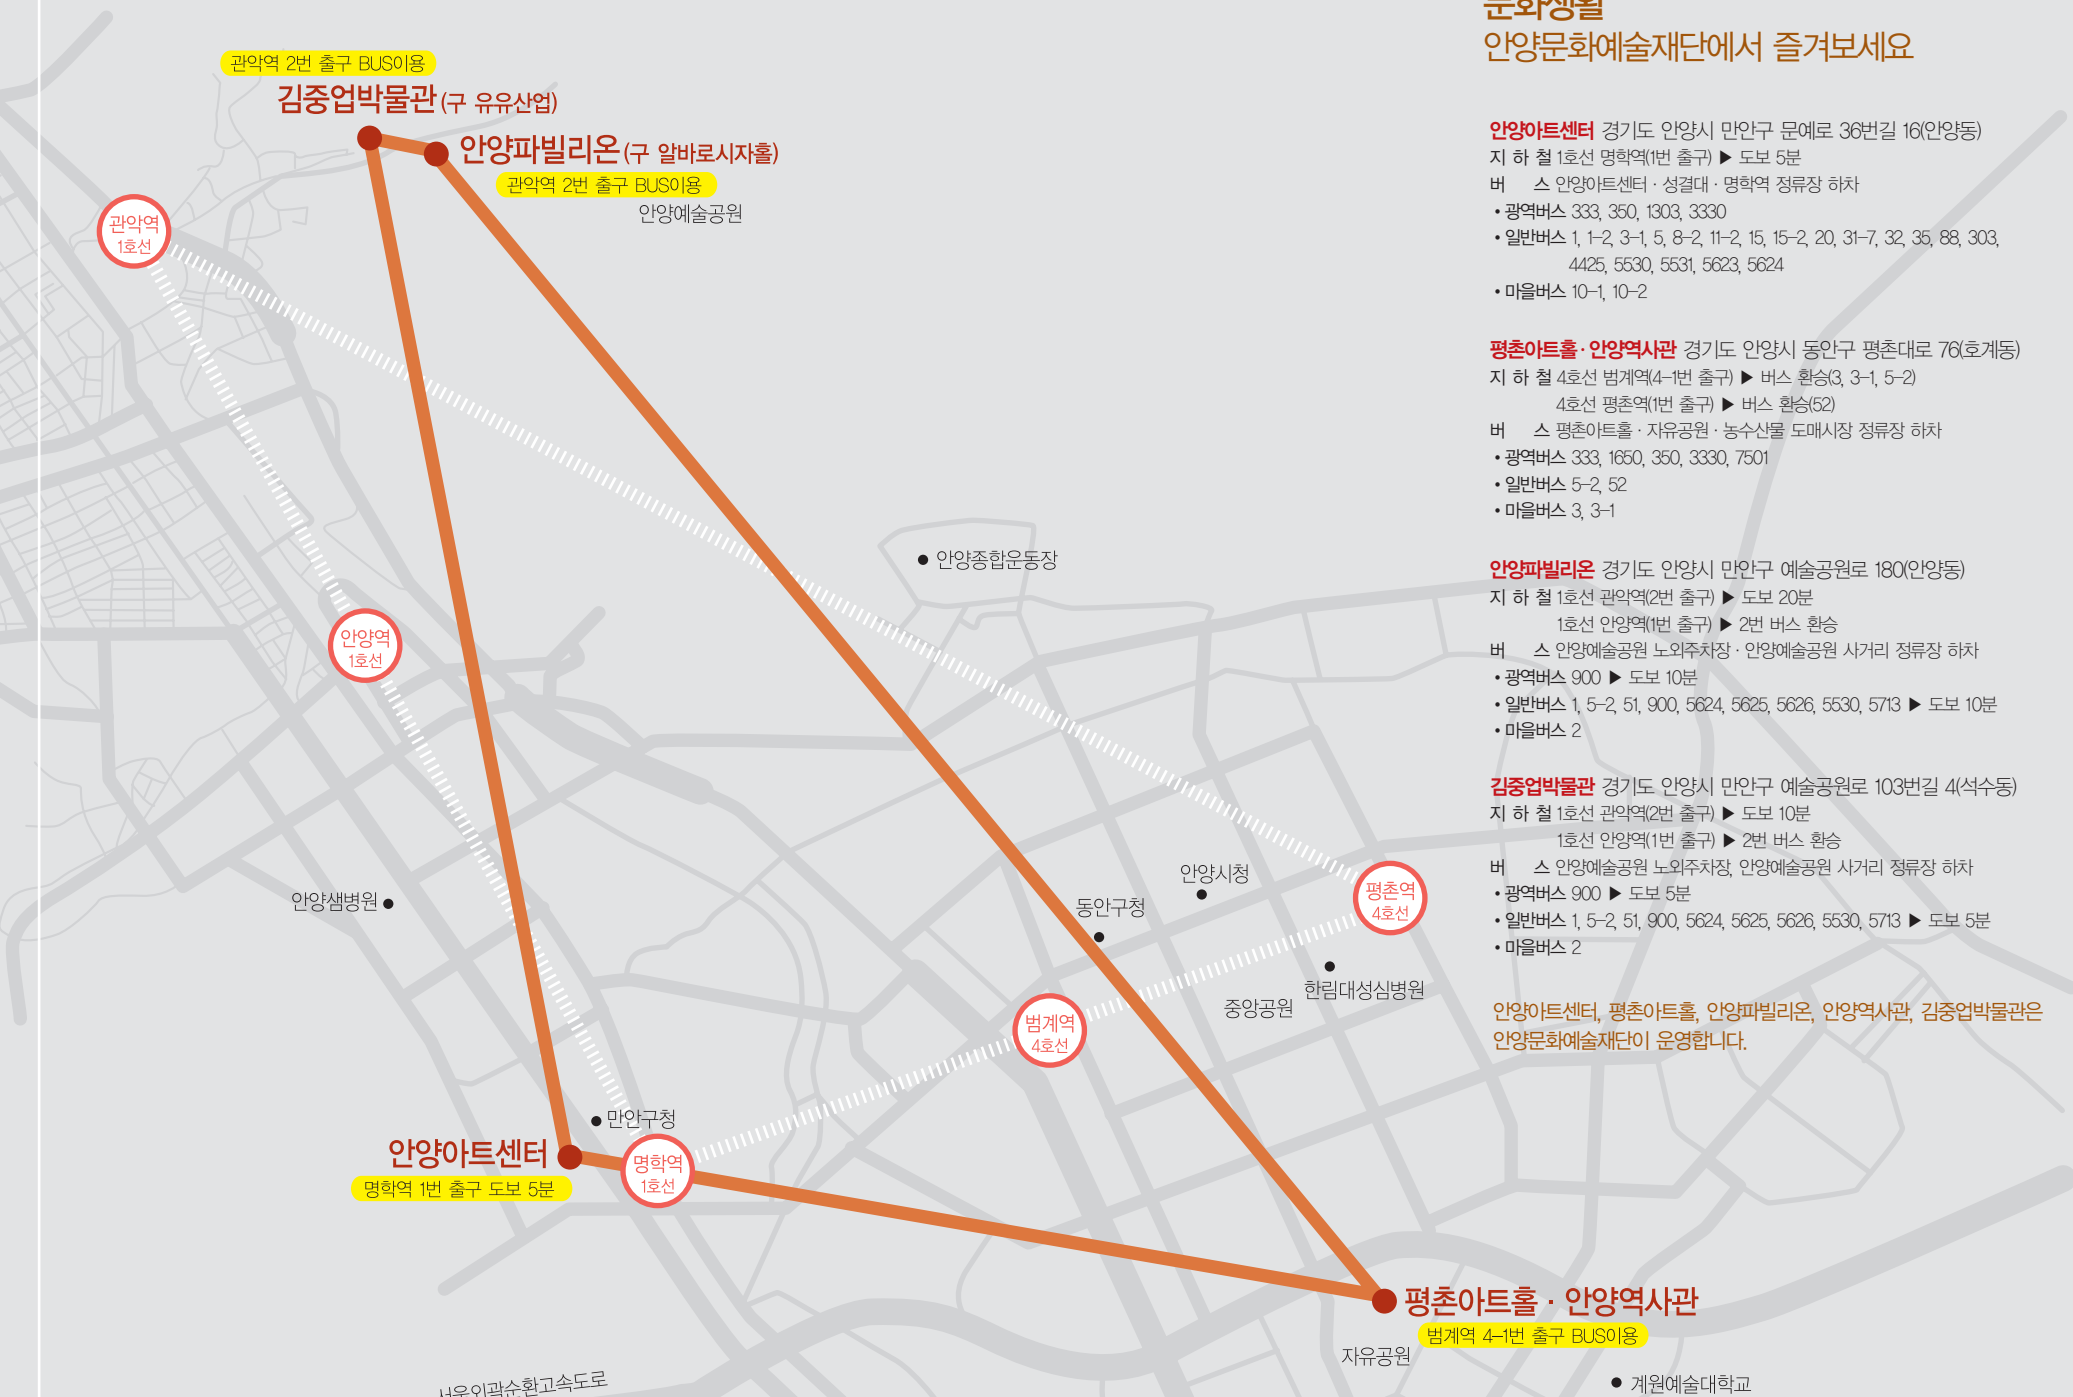 관악역 2번 출구 BUS이용
김중업박물관 (구 유유산업)
안양파빌리온 (구 알바로시자홀)
관악역 2번 출구 BUS이용
안양예술공원
관악역
1호선
안양종합운동장
안양역
1호선
안양시청
안양샘병원
동안구청
평촌역
4호선
한림대성심병원
중앙공원
범계역
4호선
만안구청
안양아트센터
명학역 1번 출구 도보 5분
명학역
1호선
평촌아트홀 · 안양역사관
범계역 4-1번 출구 BUS이용
자유공원
서울외곽순환고속도로
계원예술대학교
문화생활
안양문화예술재단에서 즐겨보세요
안양아트센터 경기도 안양시 만안구 문예로 36번길 16(안양동)
지 하 철 1호선 명학역(1번 출구) ▶ 도보 5분
버 스 안양아트센터 · 성결대 · 명학역 정류장 하차
• 광역버스 333, 350, 1303, 3330
• 일반버스 1, 1-2, 3-1, 5, 8-2, 11-2, 15, 15-2, 20, 31-7, 32, 35, 88, 303,
4425, 5530, 5531, 5623, 5624
• 마을버스 10-1, 10-2
평촌아트홀 · 안양역사관 경기도 안양시 동안구 평촌대로 76(호계동)
지 하 철 4호선 범계역(4-1번 출구) ▶ 버스 환승(3, 3-1, 5-2)
4호선 평촌역(1번 출구) ▶ 버스 환승(52)
버 스 평촌아트홀 · 자유공원 · 농수산물 도매시장 정류장 하차
• 광역버스 333, 1650, 350, 3330, 7501
• 일반버스 5-2, 52
• 마을버스 3, 3-1
안양파빌리온 경기도 안양시 만안구 예술공원로 180(안양동)
지 하 철 1호선 관악역(2번 출구) ▶ 도보 20분
1호선 안양역(1번 출구) ▶ 2번 버스 환승
버 스 안양예술공원 노외주차장 · 안양예술공원 사거리 정류장 하차
• 광역버스 900 ▶ 도보 10분
• 일반버스 1, 5-2, 51, 900, 5624, 5625, 5626, 5530, 5713 ▶ 도보 10분
• 마을버스 2
김중업박물관 경기도 안양시 만안구 예술공원로 103번길 4(석수동)
지 하 철 1호선 관악역(2번 출구) ▶ 도보 10분
1호선 안양역(1번 출구) ▶ 2번 버스 환승
버 스 안양예술공원 노외주차장, 안양예술공원 사거리 정류장 하차
• 광역버스 900 ▶ 도보 5분
• 일반버스 1, 5-2, 51, 900, 5624, 5625, 5626, 5530, 5713 ▶ 도보 5분
• 마을버스 2
안양아트센터, 평촌아트홀, 안양파빌리온, 안양역사관, 김중업박물관은
안양문화예술재단이 운영합니다.